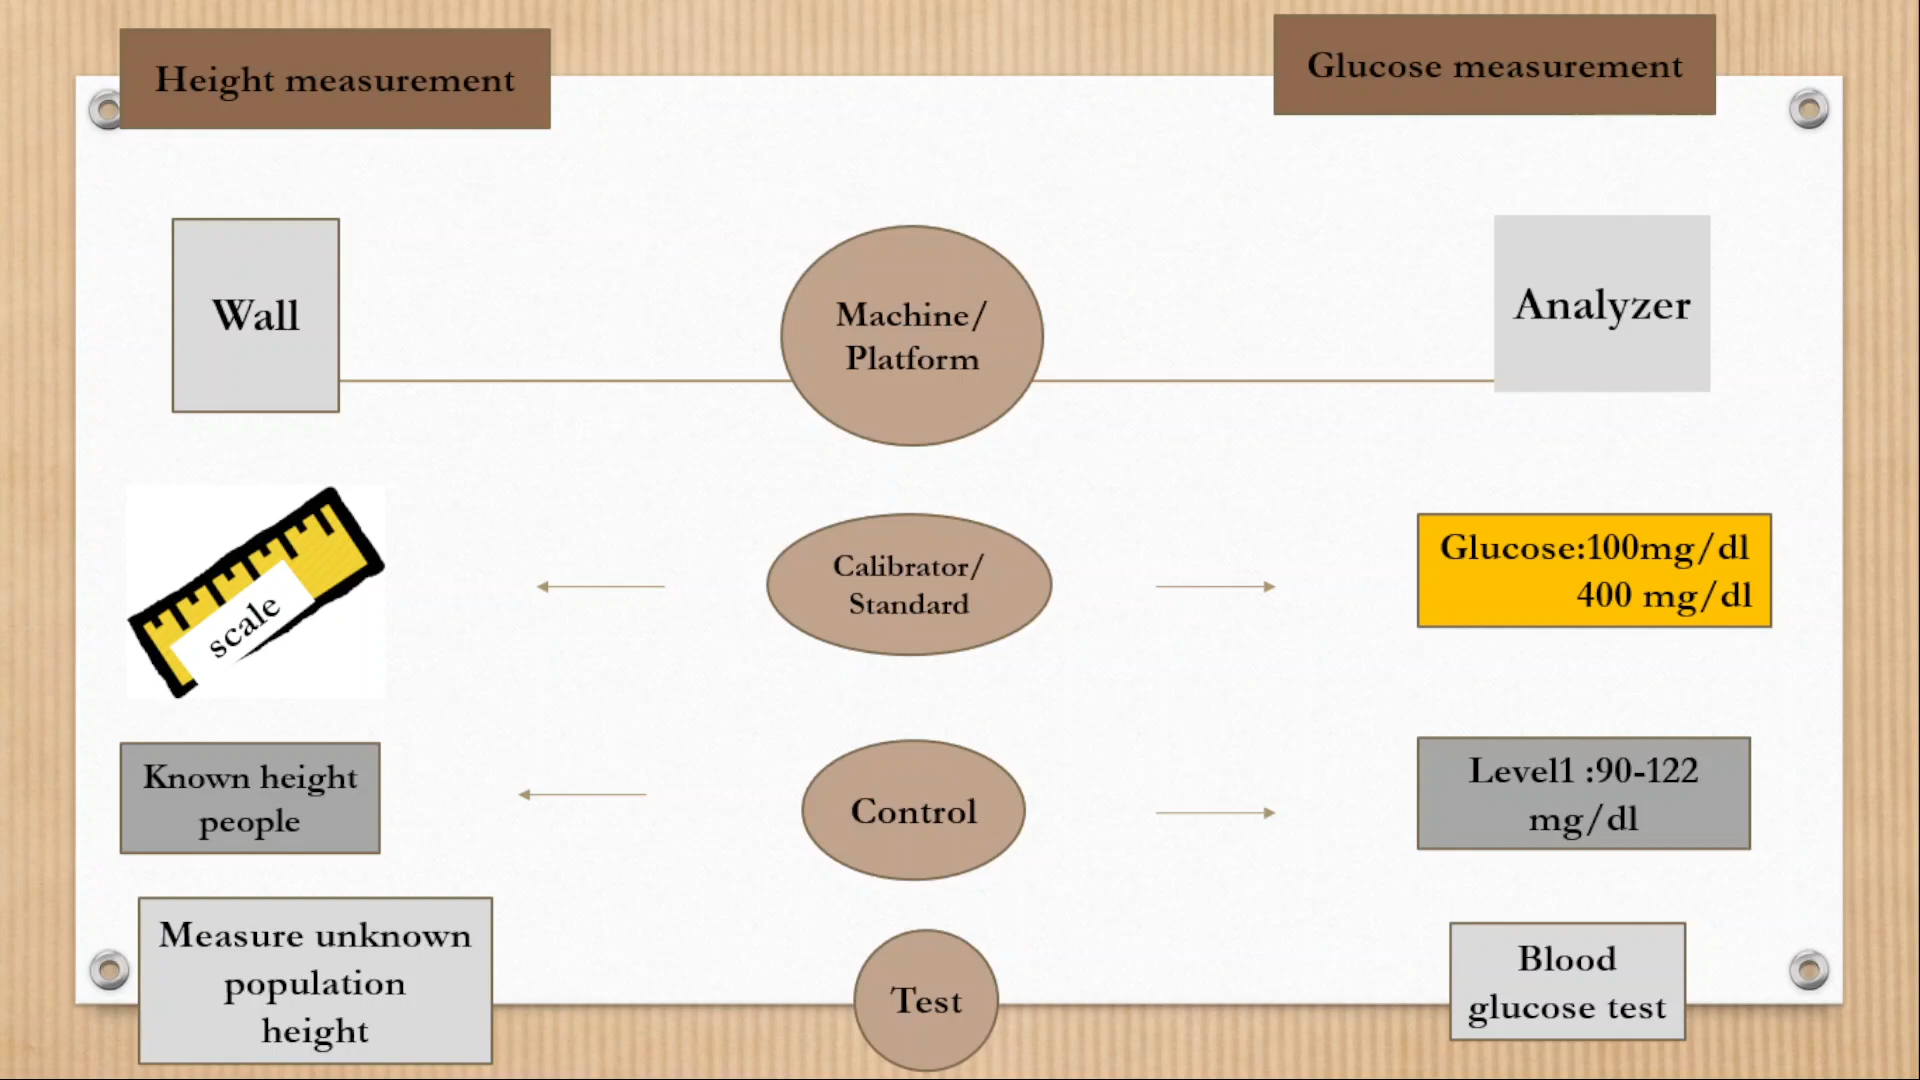 Height measurement
Glucose measurement
Wall
Machine/
Platform
Analyzer
scale
Calibrator/
Standard
Glucose:100mg/dl
400 mg/dl
Known height
people
Control
Level1 :90-122
mg/dl
Measure unknown
population
height
Test
Blood
glucose test